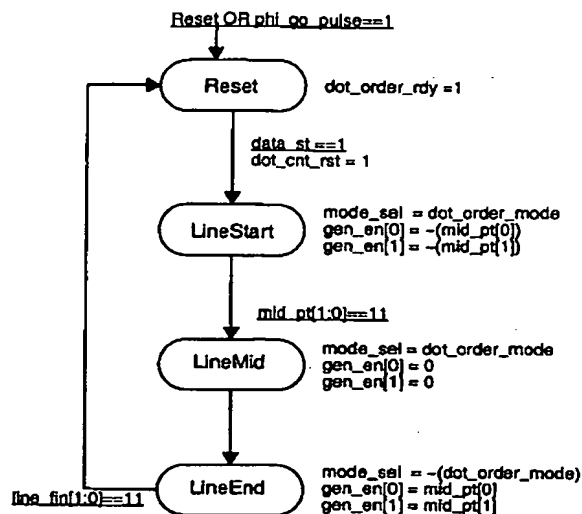 Reset OR phi_go_pulse==1
Reset
dot_order_rdy =1
data_st==1
dot_cnt_rst = 1
LineStart
mode_sel = dot_order_mode
gen_en[0] = ~(mid_pt[0])
gen_en[1] = ~(mid_pt[1])
mid_pt[1:0]==11
LineMid
mode_sel = dot_order_mode
gen_en[0] = 0
gen_en[1] = 0
LineEnd
mode_sel = ~(dot_order_mode)
gen_en[0] = mid_pt[0]
gen_en[1] = mid_pt[1]
line_fin[1:0]==11